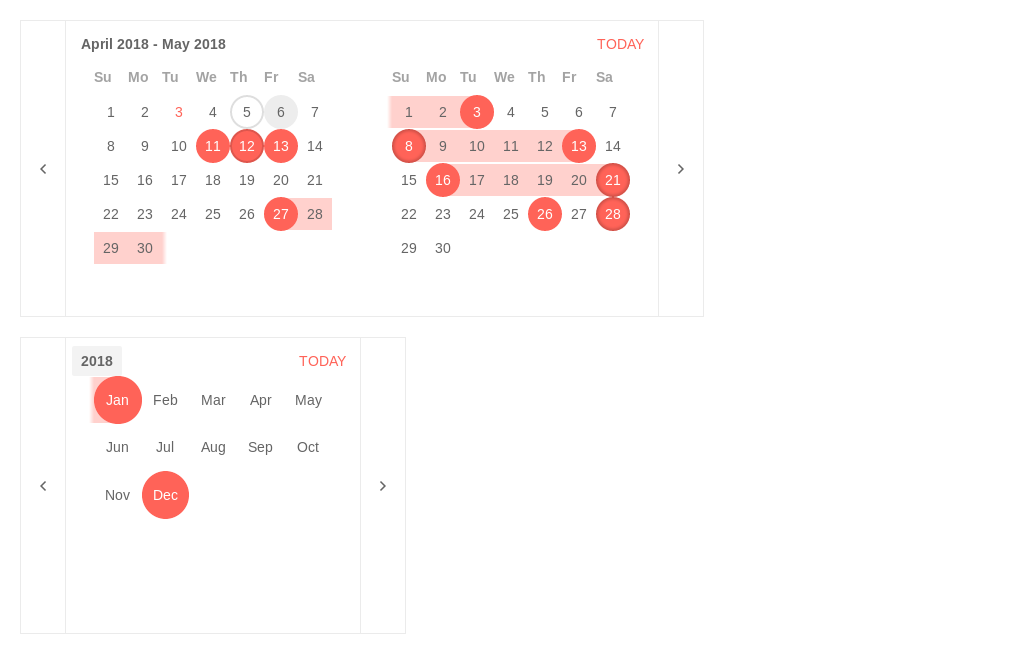 April 2018 - May 2018 TODAY
Su Mo Tu We Th Fr Sa Su Mo Tu We Th Fr Sa
1 2 3 4 5 6 7 1 2 3 4 5 6 7
8 9 10 11 12 13 14 8 9 10 11 12 13 14
15 16 17 18 19 20 21 15 16 17 18 19 20 21
22 23 24 25 26 27 28 22 23 24 25 26 27 28
29 30 29 30
2018 TODAY
Jan Feb Mar Apr May
Jun Jul Aug Sep Oct
Nov Dec